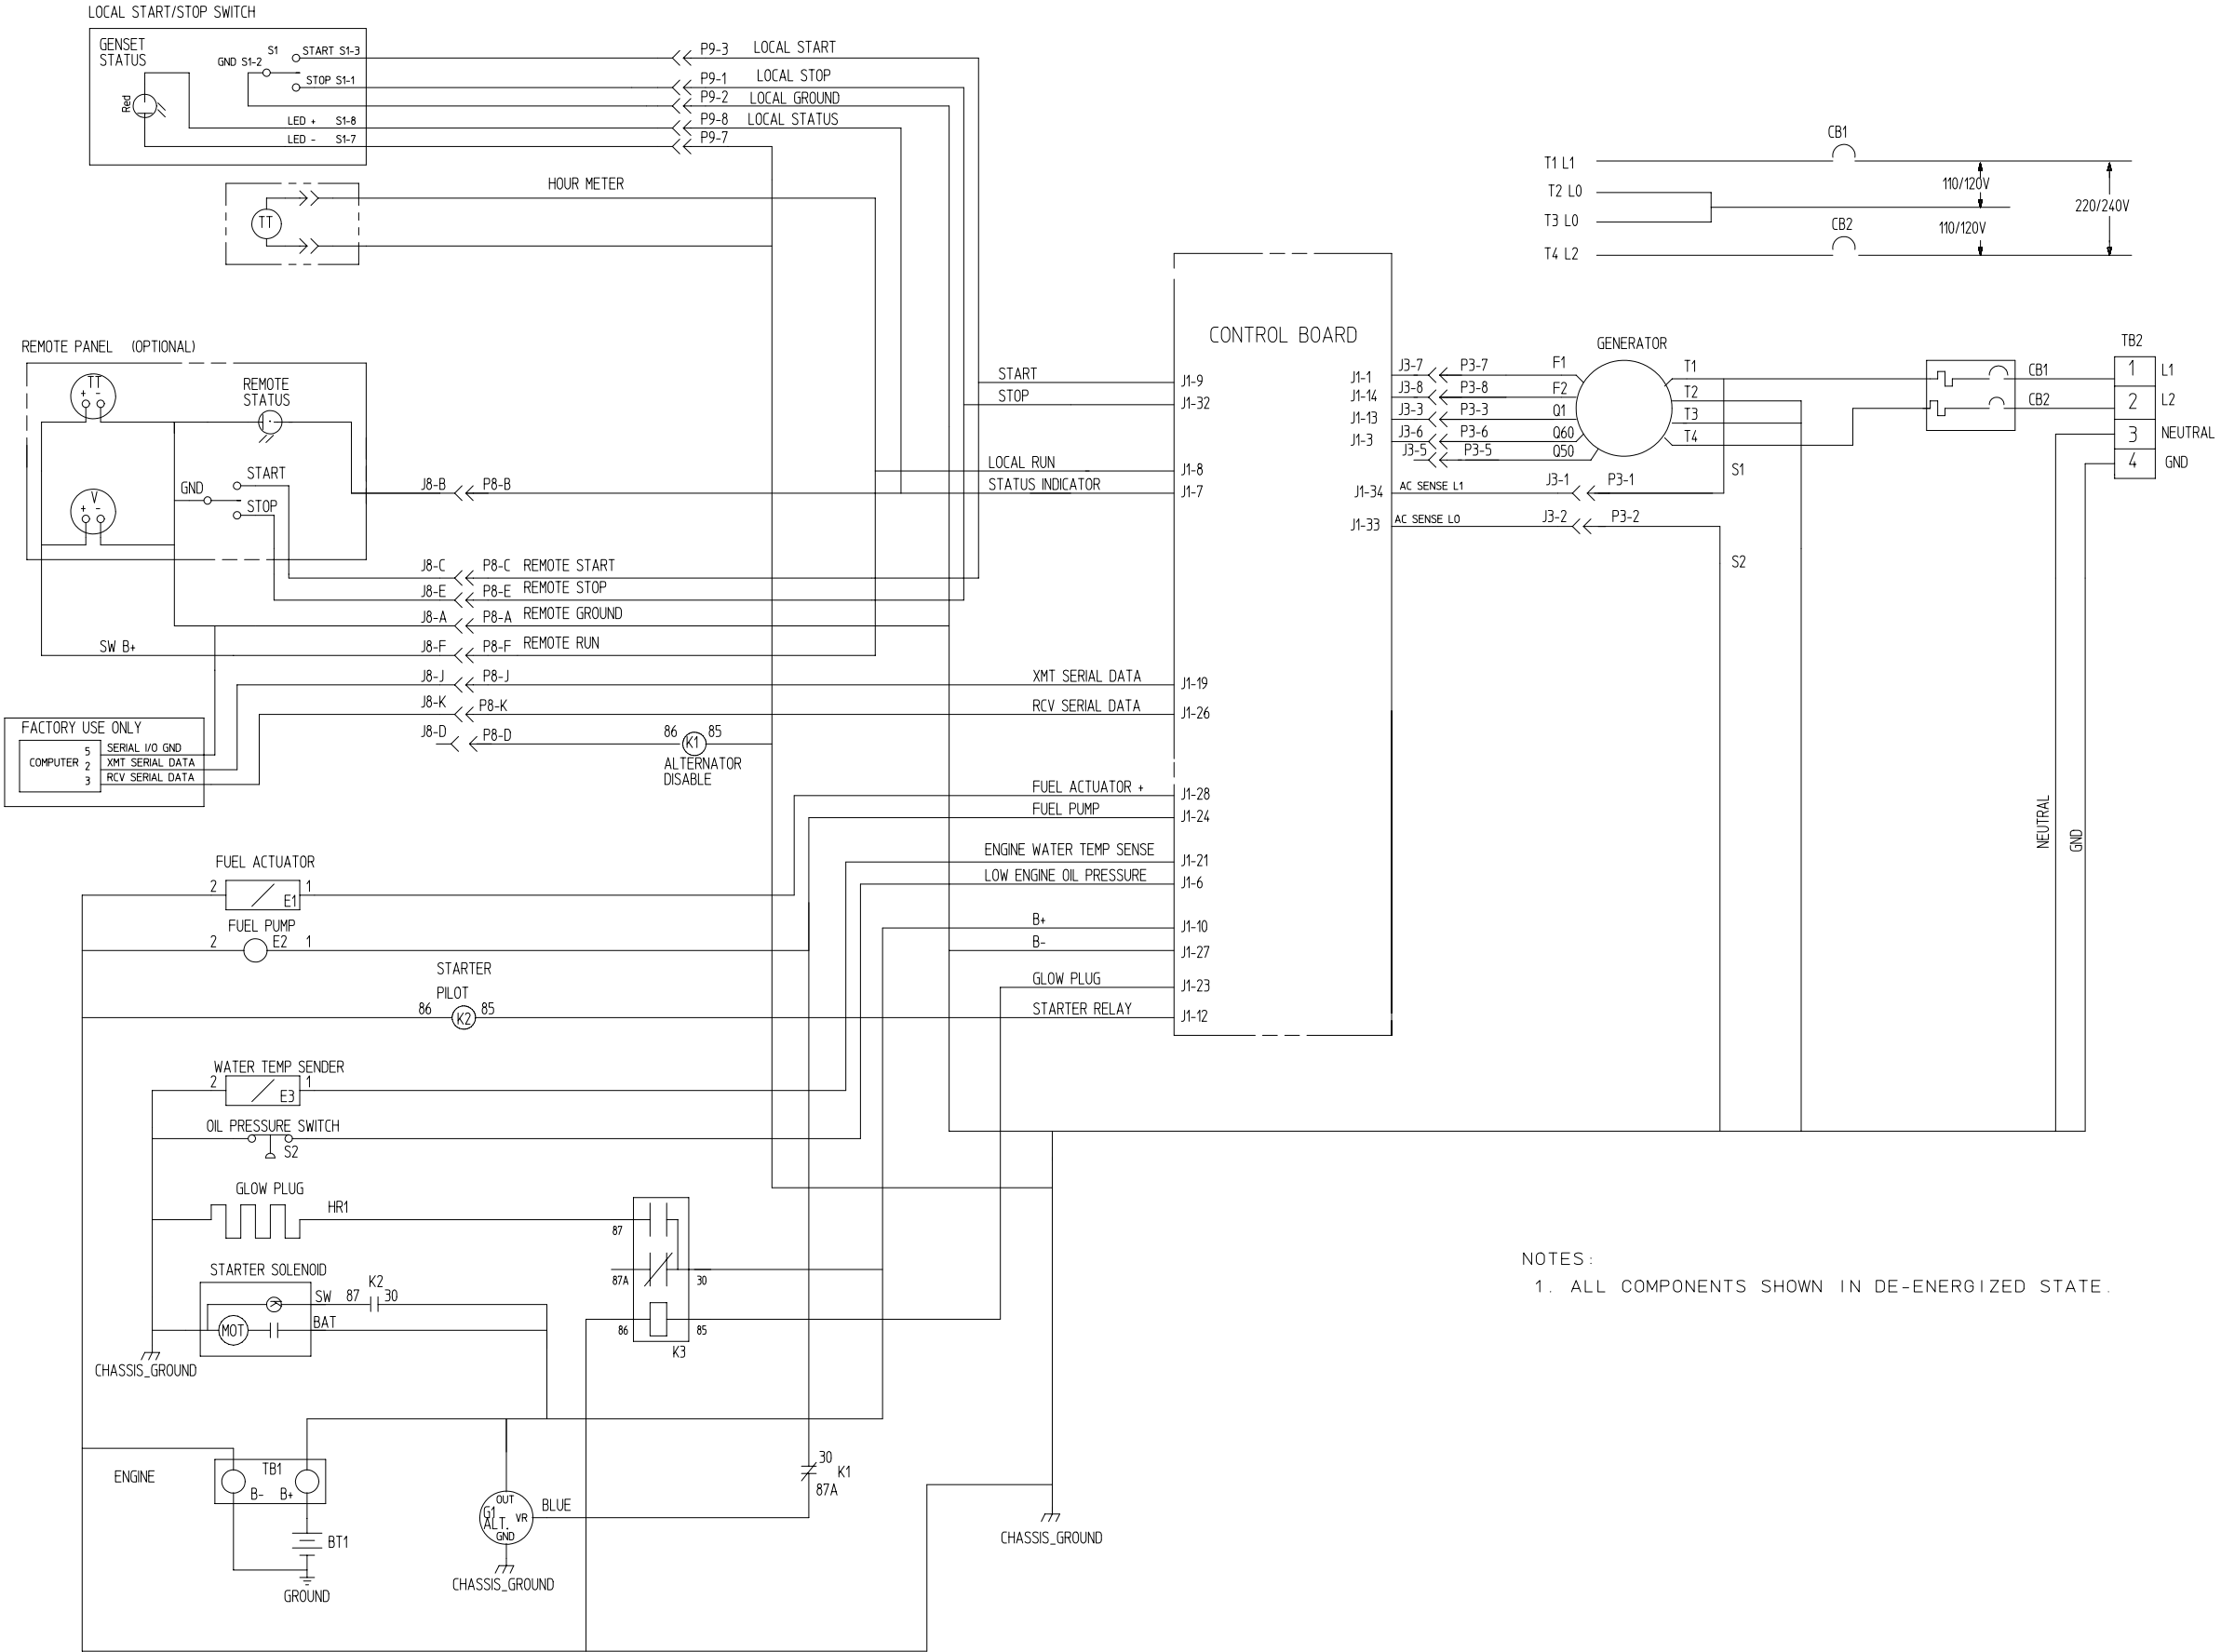 LOCAL START/STOP SWITCH
GENSET
STATUS
S1
START S1-3
GND S1-2
STOP S1-1
Red
LED + S1-8
LED - S1-7
P9-3 LOCAL START
P9-1 LOCAL STOP
P9-2 LOCAL GROUND
P9-8 LOCAL STATUS
P9-7
HOUR METER
TT
CB1
T1 L1
T2 L0
T3 L0
T4 L2
110/120V
220/240V
CB2
110/120V
REMOTE PANEL (OPTIONAL)
TT
+ -
REMOTE
STATUS
START
GND
STOP
V
+ -
J8-B P8-B
J8-C P8-C REMOTE START
J8-E P8-E REMOTE STOP
J8-A P8-A REMOTE GROUND
SW B+
J8-F P8-F REMOTE RUN
J8-J P8-J
J8-K P8-K
J8-D P8-D
86 K1 85
ALTERNATOR
DISABLE
FACTORY USE ONLY
COMPUTER
5 SERIAL I/O GND
2 XMT SERIAL DATA
3 RCV SERIAL DATA
CONTROL BOARD
START J1-9
STOP J1-32
LOCAL RUN J1-8
STATUS INDICATOR J1-7
XMT SERIAL DATA J1-19
RCV SERIAL DATA J1-26
FUEL ACTUATOR + J1-28
FUEL PUMP J1-24
ENGINE WATER TEMP SENSE J1-21
LOW ENGINE OIL PRESSURE J1-6
B+ J1-10
B- J1-27
GLOW PLUG J1-23
STARTER RELAY J1-12
J1-1 J3-7 P3-7 F1
J1-14 J3-8 P3-8 F2
J1-13 J3-3 P3-3 Q1
J1-3 J3-6 P3-6 Q60
J3-5 P3-5 Q50
J1-34 AC SENSE L1 J3-1 P3-1
J1-33 AC SENSE L0 J3-2 P3-2
GENERATOR
T1
T2
T3
T4
S1
S2
CB1
CB2
TB2
1 L1
2 L2
3 NEUTRAL
4 GND
NEUTRAL
GND
FUEL ACTUATOR
2 E1 1
FUEL PUMP
2 E2 1
STARTER
PILOT
86 K2 85
WATER TEMP SENDER
2 E3 1
OIL PRESSURE SWITCH
S2
GLOW PLUG
HR1
87
87A 30
86 85
K3
STARTER SOLENOID
SW 87 K2 30
MOT
BAT
CHASSIS_GROUND
ENGINE
TB1
B- B+
BT1
GROUND
OUT
G1
ALT.
VR
GND
BLUE
CHASSIS_GROUND
30
K1
87A
CHASSIS_GROUND
NOTES:
1. ALL COMPONENTS SHOWN IN DE-ENERGIZED STATE.